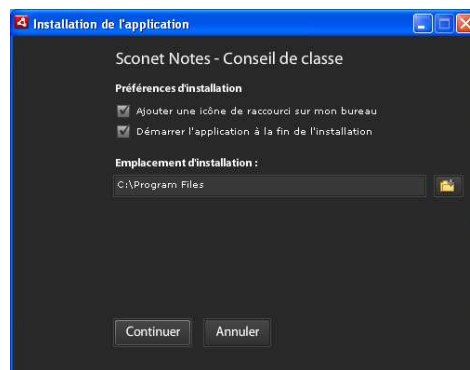 Installation de l'application
Sconet Notes - Conseil de classe
Préférences d'installation
Ajouter une icône de raccourci sur mon bureau
Démarrer l'application à la fin de l'installation
Emplacement d'installation :
C:\Program Files
Continuer
Annuler